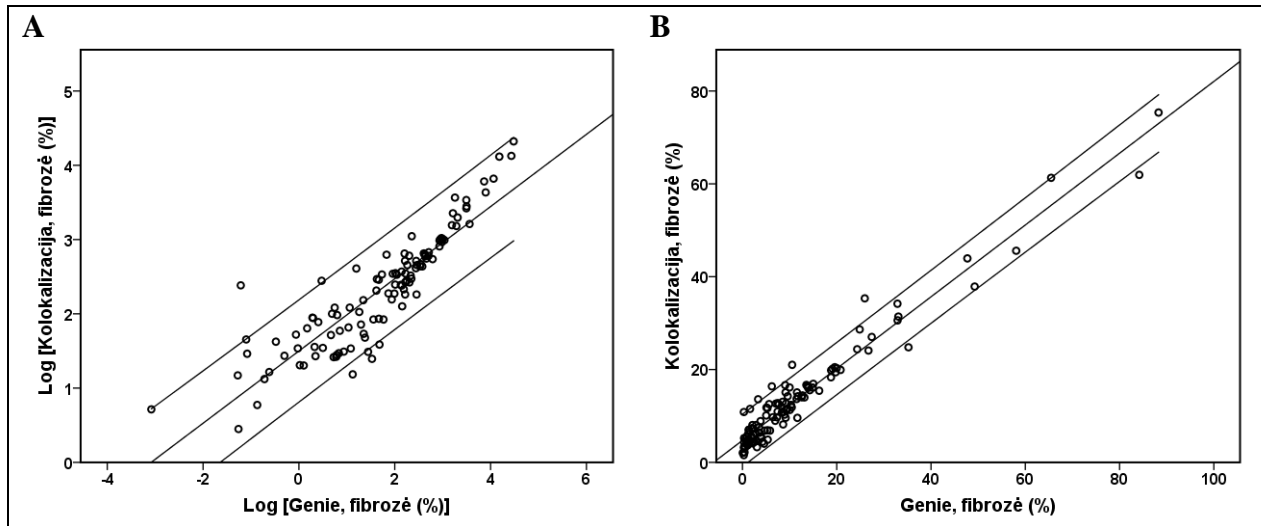 A
Log [Kolokalizacija, fibrozė (%)]
5
4
3
2
1
0
-4 -2 0 2 4 6
Log [Genie, fibrozė (%)]
B
Kolokalizacija, fibrozė (%)
80
60
40
20
0
0 20 40 60 80 100
Genie, fibrozė (%)